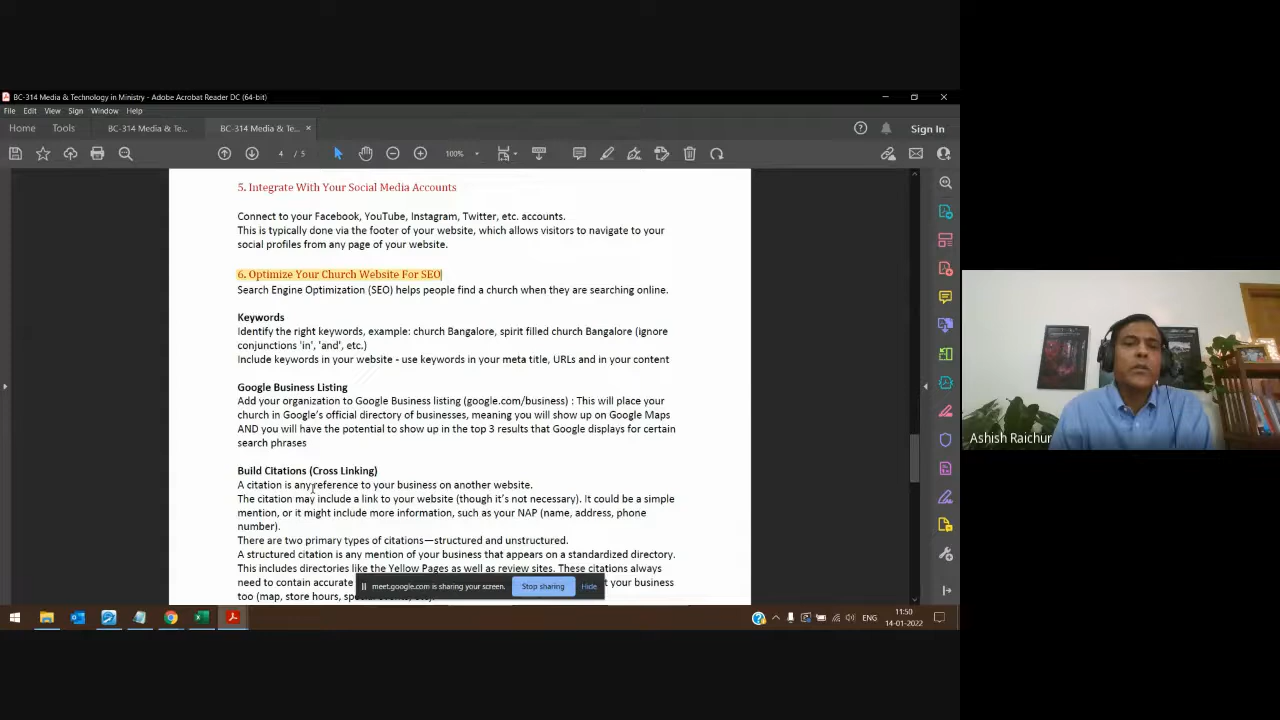 BC-314 Media & Technology in Ministry - Adobe Acrobat Reader DC (64-bit)
File Edit View Sign Window Help
Home Tools BC-314 Media & Te... BC-314 Media & Te... ×
Sign In
4 / 5 100%
5. Integrate With Your Social Media Accounts
Connect to your Facebook, YouTube, Instagram, Twitter, etc. accounts.
This is typically done via the footer of your website, which allows visitors to navigate to your
social profiles from any page of your website.
6. Optimize Your Church Website For SEO
Search Engine Optimization (SEO) helps people find a church when they are searching online.
Keywords
Identify the right keywords, example: church Bangalore, spirit filled church Bangalore (ignore
conjunctions 'in', 'and', etc.)
Include keywords in your website - use keywords in your meta title, URLs and in your content
Google Business Listing
Add your organization to Google Business listing (google.com/business) : This will place your
church in Google's official directory of businesses, meaning you will show up on Google Maps
AND you will have the potential to show up in the top 3 results that Google displays for certain
search phrases
Build Citations (Cross Linking)
A citation is any reference to your business on another website.
The citation may include a link to your website (though it's not necessary). It could be a simple
mention, or it might include more information, such as your NAP (name, address, phone
number).
There are two primary types of citations—structured and unstructured.
A structured citation is any mention of your business that appears on a standardized directory.
This includes directories like the Yellow Pages as well as review sites. These citations always
need to contain accurate
t your business
too (map, store hours,
meet.google.com is sharing your screen. Stop sharing Hide
ENG
11:50
14-01-2022
Ashish Raichur